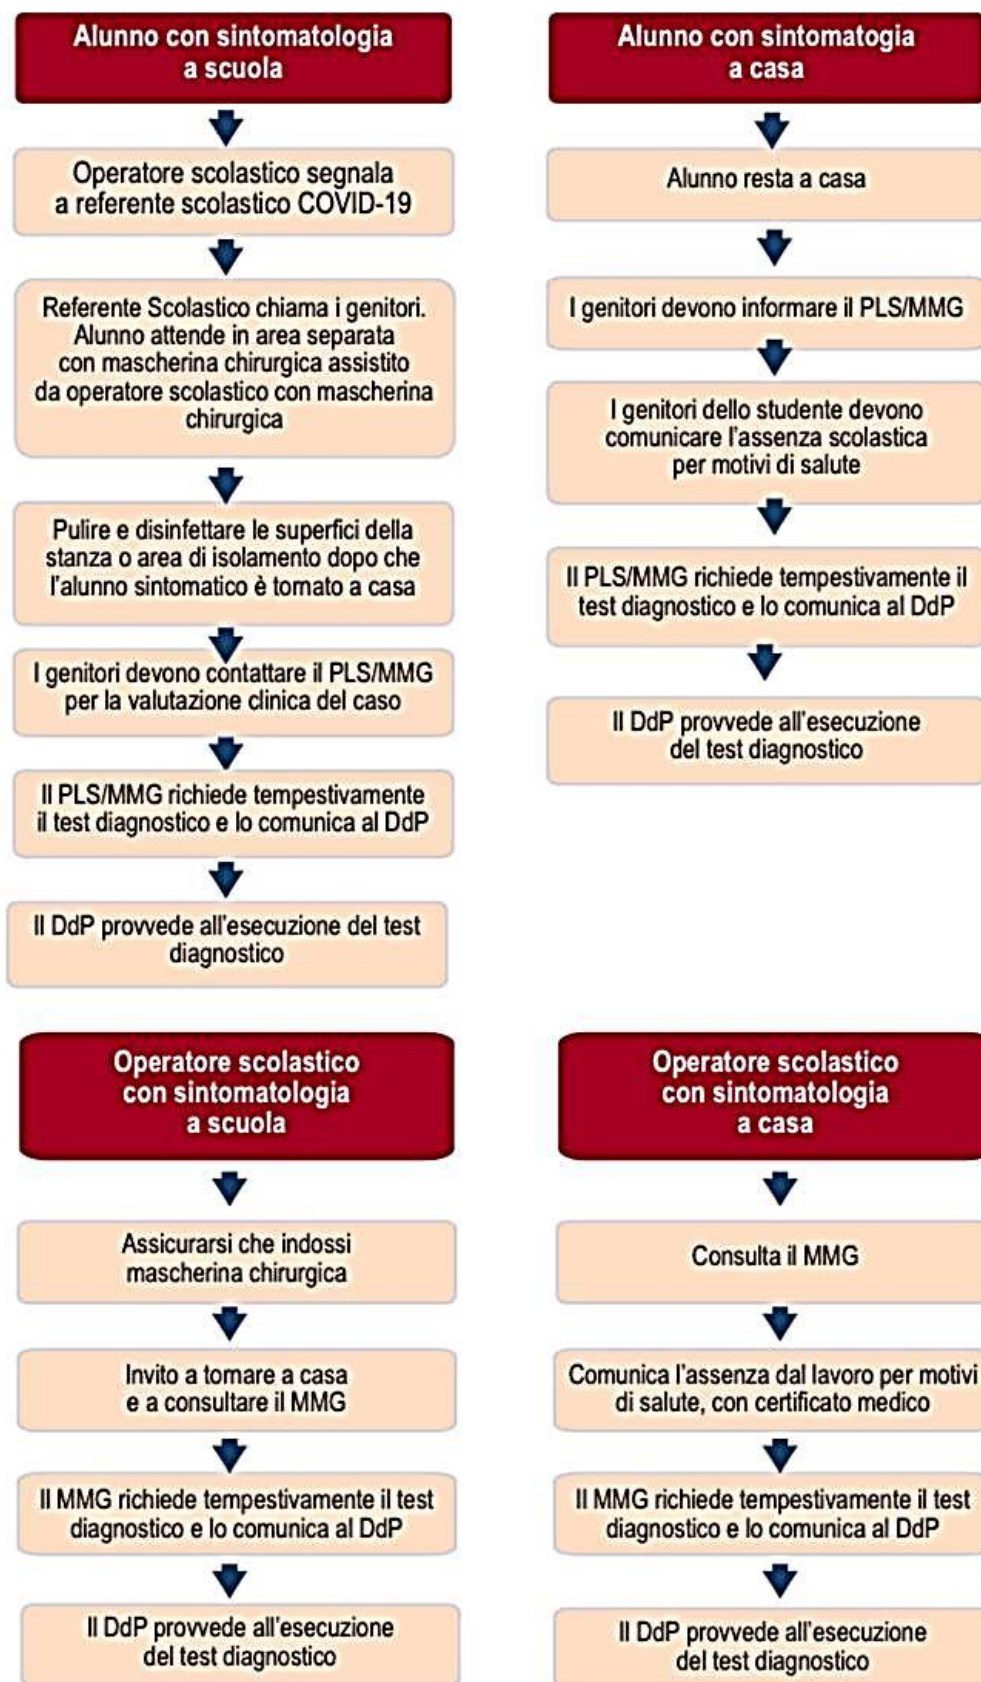 Alunno con sintomatologia
a scuola
Operatore scolastico segnala
a referente scolastico COVID-19
Referente Scolastico chiama i genitori.
Alunno attende in area separata
con mascherina chirurgica assistito
da operatore scolastico con mascherina
chirurgica
Pulire e disinfettare le superfici della
stanza o area di isolamento dopo che
l'alunno sintomatico è tornato a casa
I genitori devono contattare il PLS/MMG
per la valutazione clinica del caso
Il PLS/MMG richiede tempestivamente
il test diagnostico e lo comunica al DdP
Il DdP provvede all'esecuzione del test
diagnostico
Alunno con sintomatogia
a casa
Alunno resta a casa
I genitori devono informare il PLS/MMG
I genitori dello studente devono
comunicare l'assenza scolastica
per motivi di salute
Il PLS/MMG richiede tempestivamente il
test diagnostico e lo comunica al DdP
Il DdP provvede all'esecuzione
del test diagnostico
Operatore scolastico
con sintomatologia
a scuola
Assicurarsi che indossi
mascherina chirurgica
Invito a tornare a casa
e a consultare il MMG
Il MMG richiede tempestivamente il test
diagnostico e lo comunica al DdP
Il DdP provvede all'esecuzione
del test diagnostico
Operatore scolastico
con sintomatologia
a casa
Consulta il MMG
Comunica l'assenza dal lavoro per motivi
di salute, con certificato medico
Il MMG richiede tempestivamente il test
diagnostico e lo comunica al DdP
Il DdP provvede all'esecuzione
del test diagnostico